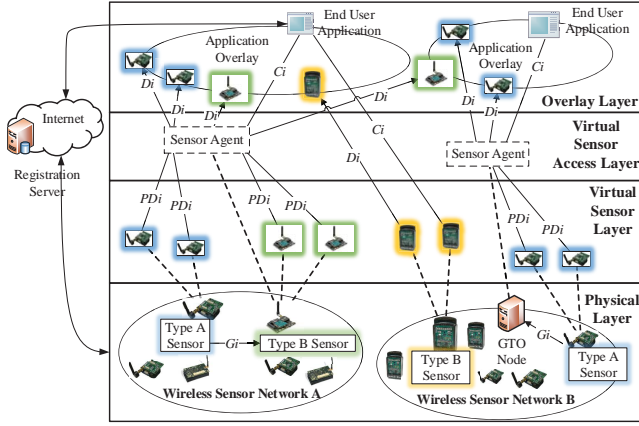 End User
Application
End User
Application
Application
Overlay
Ci
Application
Overlay
Di
Di
Di
Di
Di
Di
Overlay Layer
Internet
Registration
Server
Sensor Agent
Di
Ci
Sensor Agent
Virtual
Sensor
Access Layer
PDi
PDi
PDi
PDi
PDi
PDi
Virtual
Sensor
Layer
Type A
Sensor
Gi
Type B Sensor
Wireless Sensor Network A
Type B
Sensor
GTO
Node
Gi
Type A
Sensor
Physical
Layer
Wireless Sensor Network B